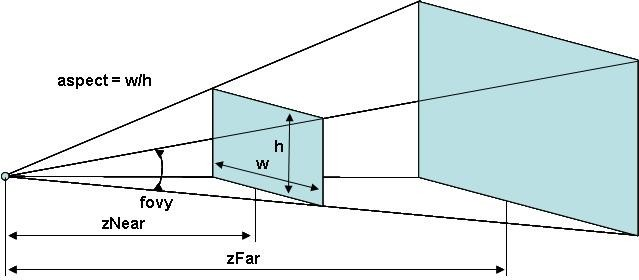 aspect = w/h
h
w
fovy
zNear
zFar